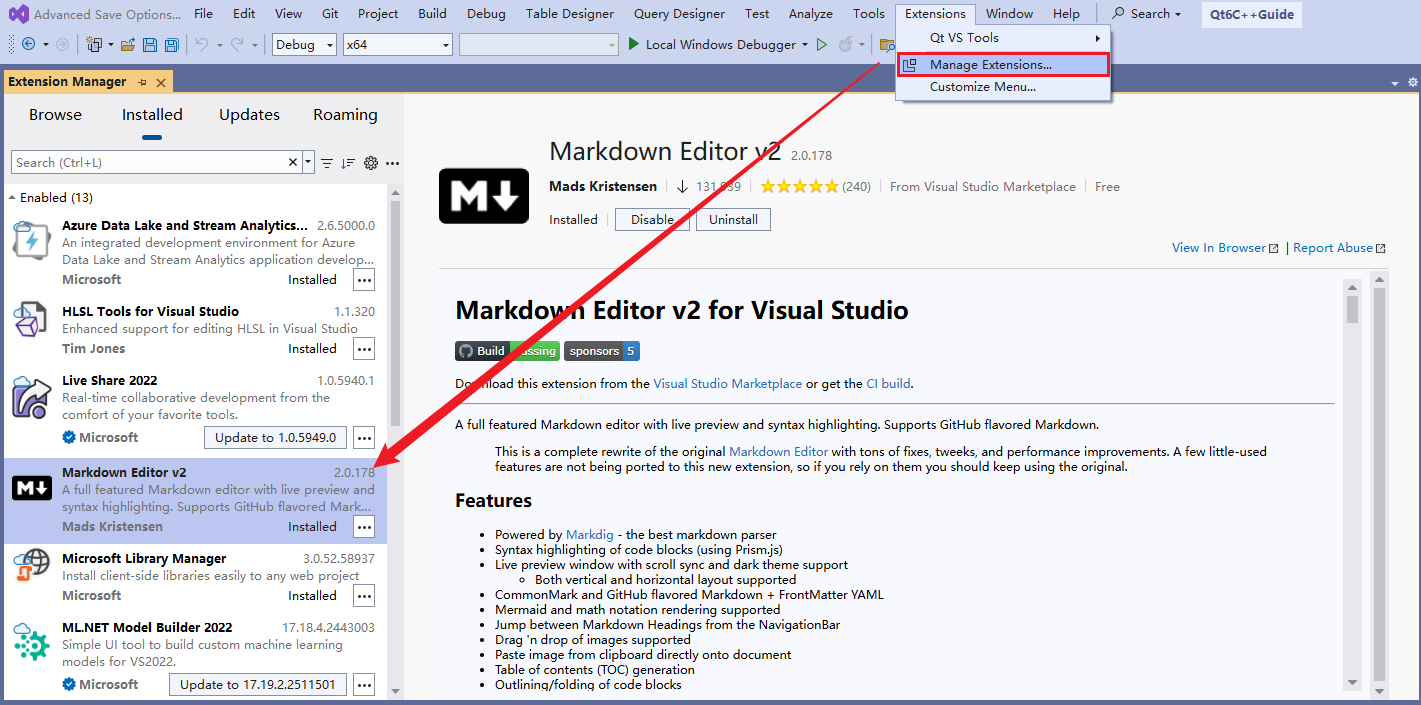 Advanced Save Options... File Edit View Git Project Build Debug Table Designer Query Designer Test Analyze Tools Extensions Window Help Search Qt6C++Guide
Debug x64 Local Windows Debugger
Qt VS Tools
Manage Extensions...
Customize Menu...
Extension Manager
Browse Installed Updates Roaming
Search (Ctrl+L)
Enabled (13)
Azure Data Lake and Stream Analytics... 2.6.5000.0
An integrated development environment for Azure
Data Lake and Stream Analytics application develop...
Microsoft Installed ...
HLSL Tools for Visual Studio 1.1.320
Enhanced support for editing HLSL in Visual Studio
Tim Jones Installed ...
Live Share 2022 1.0.5940.1
Real-time collaborative development from the
comfort of your favorite tools.
Microsoft Update to 1.0.5949.0 ...
Markdown Editor v2 2.0.178
A full featured Markdown editor with live preview and
syntax highlighting. Supports GitHub flavored Mark...
Mads Kristensen Installed ...
Microsoft Library Manager 3.0.52.58937
Install client-side libraries easily to any web project
Microsoft Installed ...
ML.NET Model Builder 2022 17.18.4.2443003
Simple UI tool to build custom machine learning
models for VS2022.
Microsoft Update to 17.19.2.2511501 ...
M
Markdown Editor v2 2.0.178
Mads Kristensen (240) From Visual Studio Marketplace Free
Installed Disable Uninstall
View In Browser | Report Abuse
Markdown Editor v2 for Visual Studio
Build passing sponsors 5
Download this extension from the Visual Studio Marketplace or get the CI build.
A full featured Markdown editor with live preview and syntax highlighting. Supports GitHub flavored Markdown.
This is a complete rewrite of the original Markdown Editor with tons of fixes, tweeks, and performance improvements. A few little-used
features are not being ported to this new extension, so if you rely on them you should keep using the original.
Features
• Powered by Markdig - the best markdown parser
• Syntax highlighting of code blocks (using Prism.js)
• Live preview window with scroll sync and dark theme support
◦ Both vertical and horizontal layout supported
• CommonMark and GitHub flavored Markdown + FrontMatter YAML
• Mermaid and math notation rendering supported
• Jump between Markdown Headings from the NavigationBar
• Drag 'n drop of images supported
• Paste image from clipboard directly onto document
• Table of contents (TOC) generation
• Outlining/folding of code blocks